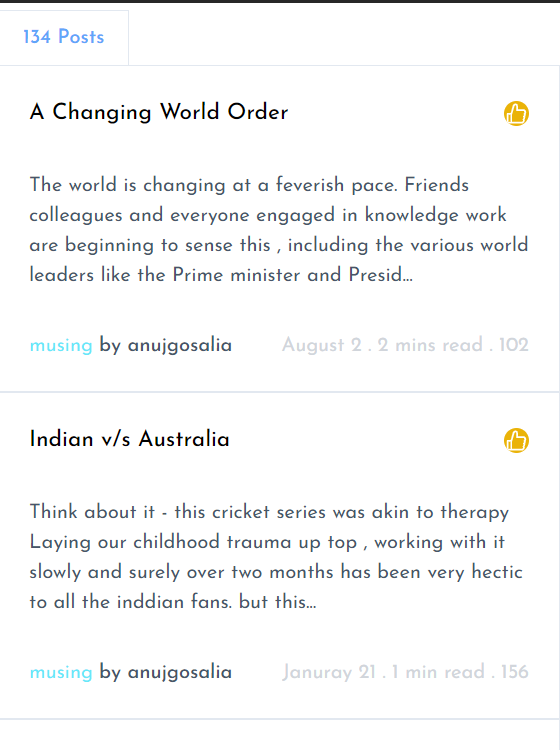 134 Posts
A Changing World Order
The world is changing at a feverish pace. Friends
colleagues and everyone engaged in knowledge work
are beginning to sense this , including the various world
leaders like the Prime minister and Presid...
musing by anujgosalia August 2 . 2 mins read . 102
Indian v/s Australia
Think about it - this cricket series was akin to therapy
Laying our childhood trauma up top , working with it
slowly and surely over two months has been very hectic
to all the inddian fans. but this...
musing by anujgosalia Januray 21 . 1 min read . 156